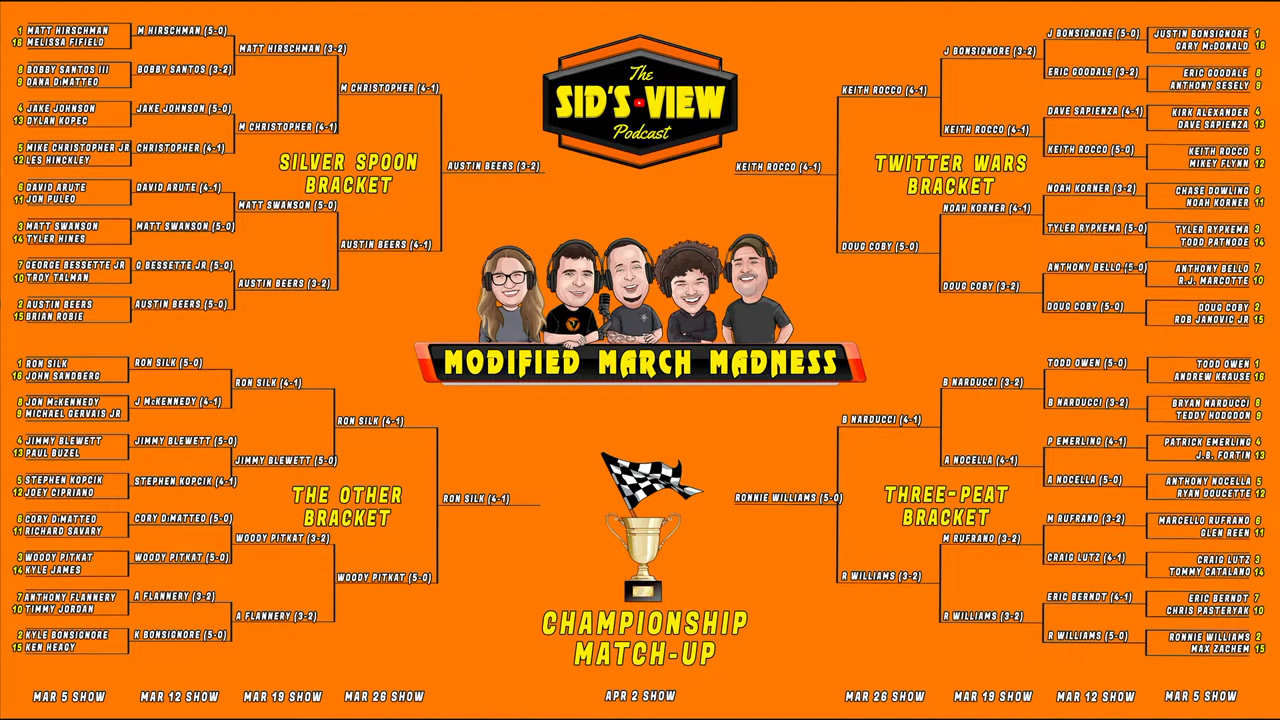 1 MATT HIRSCHMAN
16 MELISSA FIFIELD
8 BOBBY SANTOS III
9 DANA DiMATTEO
4 JAKE JOHNSON
13 DYLAN KOPEC
5 MIKE CHRISTOPHER JR
12 LES HINCKLEY
6 DAVID ARUTE
11 JON PULEO
3 MATT SWANSON
14 TYLER HINES
7 GEORGE BESSETTE JR
10 TROY TALMAN
2 AUSTIN BEERS
15 BRIAN ROBIE
M HIRSCHMAN (5-0)
BOBBY SANTOS (3-2)
JAKE JOHNSON (5-0)
CHRISTOPHER (4-1)
DAVID ARUTE (4-1)
MATT SWANSON (5-0)
G BESSETTE JR (5-0)
AUSTIN BEERS (5-0)
MATT HIRSCHMAN (3-2)
M CHRISTOPHER (4-1)
MATT SWANSON (5-0)
AUSTIN BEERS (3-2)
M CHRISTOPHER (4-1)
AUSTIN BEERS (4-1)
AUSTIN BEERS (3-2)
SILVER SPOON
BRACKET
1 RON SILK
16 JOHN SANDBERG
8 JON McKENNEDY
9 MICHAEL GERVAIS JR
4 JIMMY BLEWETT
13 PAUL BUZEL
5 STEPHEN KOPCIK
12 JOEY CIPRIANO
6 CORY DiMATTEO
11 RICHARD SAVARY
3 WOODY PITKAT
14 KYLE JAMES
7 ANTHONY FLANNERY
10 TIMMY JORDAN
2 KYLE BONSIGNORE
15 KEN HEAGY
RON SILK (5-0)
J McKENNEDY (4-1)
JIMMY BLEWETT (5-0)
STEPHEN KOPCIK (4-1)
CORY DiMATTEO (5-0)
WOODY PITKAT (5-0)
A FLANNERY (3-2)
K BONSIGNORE (5-0)
RON SILK (4-1)
JIMMY BLEWETT (5-0)
WOODY PITKAT (3-2)
A FLANNERY (3-2)
RON SILK (4-1)
WOODY PITKAT (5-0)
RON SILK (4-1)
THE OTHER
BRACKET
The
SID'S VIEW
Podcast
MODIFIED MARCH MADNESS
CHAMPIONSHIP
MATCH-UP
KEITH ROCCO (4-1)
KEITH ROCCO (4-1)
DOUG COBY (5-0)
J BONSIGNORE (3-2)
KEITH ROCCO (4-1)
NOAH KORNER (4-1)
DOUG COBY (3-2)
J BONSIGNORE (5-0)
ERIC GOODALE (3-2)
DAVE SAPIENZA (4-1)
KEITH ROCCO (5-0)
NOAH KORNER (3-2)
TYLER RYPKEMA (5-0)
ANTHONY BELLO (5-0)
DOUG COBY (5-0)
JUSTIN BONSIGNORE 1
GARY McDONALD 16
ERIC GOODALE 8
ANTHONY SESELY 9
KIRK ALEXANDER 4
DAVE SAPIENZA 13
KEITH ROCCO 5
MIKEY FLYNN 12
CHASE DOWLING 6
NOAH KORNER 11
TYLER RYPKEMA 3
TODD PATNODE 14
ANTHONY BELLO 7
R.J. MARCOTTE 10
DOUG COBY 2
ROB JANOVIC JR 15
TWITTER WARS
BRACKET
RONNIE WILLIAMS (5-0)
B NARDUCCI (4-1)
R WILLIAMS (3-2)
B NARDUCCI (3-2)
A NOCELLA (4-1)
M RUFRANO (3-2)
R WILLIAMS (3-2)
TODD OWEN (5-0)
B NARDUCCI (3-2)
P EMERLING (4-1)
A NOCELLA (5-0)
M RUFRANO (3-2)
CRAIG LUTZ (4-1)
ERIC BERNDT (4-1)
R WILLIAMS (5-0)
TODD OWEN 1
ANDREW KRAUSE 16
BRYAN NARDUCCI 8
TEDDY HODGDON 9
PATRICK EMERLING 4
J.B. FORTIN 13
ANTHONY NOCELLA 5
RYAN DOUCETTE 12
MARCELLO RUFRANO 6
GLEN REEN 11
CRAIG LUTZ 3
TOMMY CATALANO 14
ERIC BERNDT 7
CHRIS PASTERYAK 10
RONNIE WILLIAMS 2
MAX ZACHEM 15
THREE-PEAT
BRACKET
MAR 5 SHOW
MAR 12 SHOW
MAR 19 SHOW
MAR 26 SHOW
APR 2 SHOW
MAR 26 SHOW
MAR 19 SHOW
MAR 12 SHOW
MAR 5 SHOW